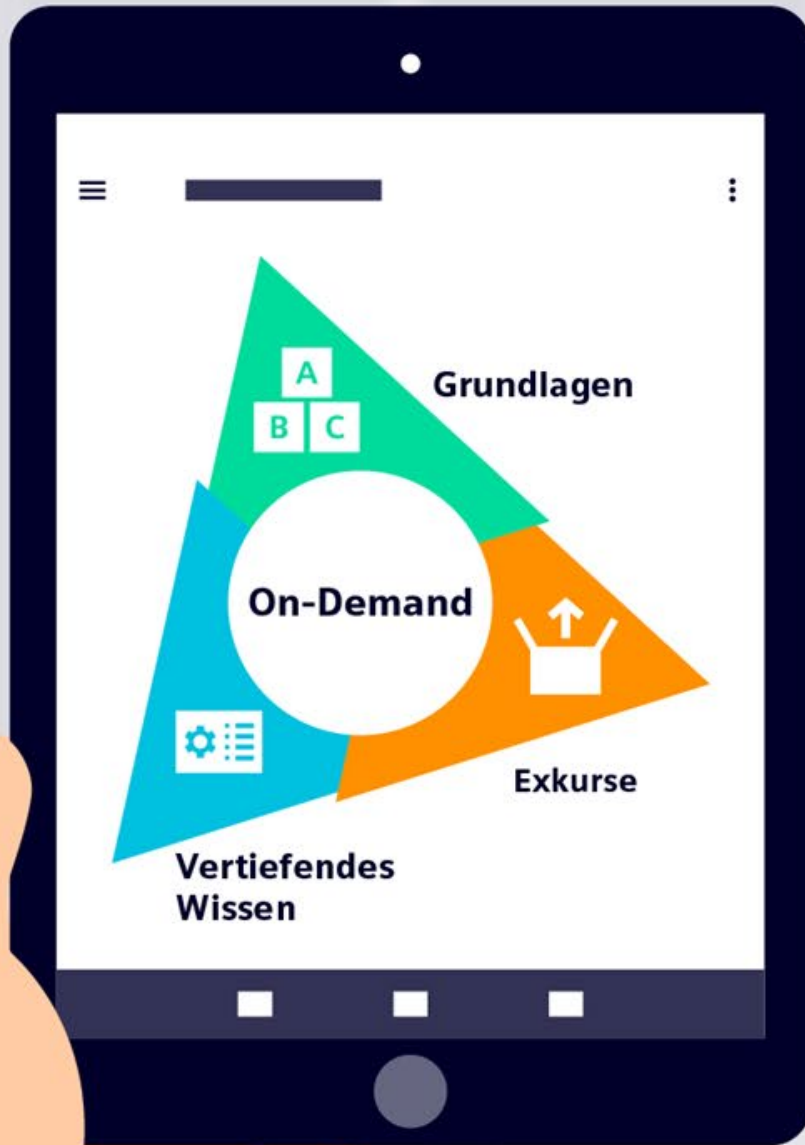 A
B C
Grundlagen
On-Demand
Exkurse
Vertiefendes
Wissen